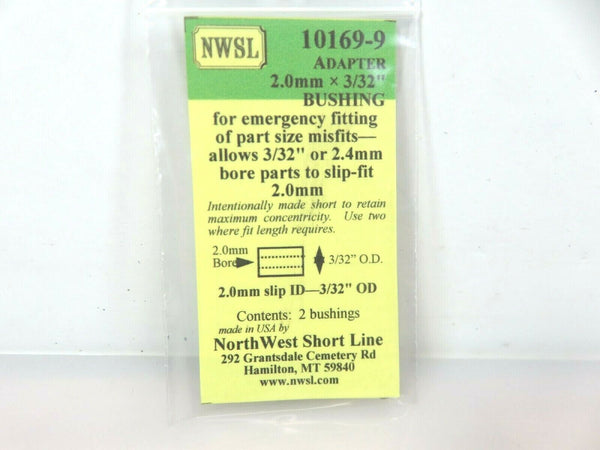 NWSL
10169-9
ADAPTER
2.0mm × 3/32"
BUSHING
for emergency fitting
of part size misfits—
allows 3/32" or 2.4mm
bore parts to slip-fit
2.0mm
Intentionally made short to retain
maximum concentricity. Use two
where fit length requires.
2.0mm
Bore
3/32" O.D.
2.0mm slip ID—3/32" OD
Contents: 2 bushings
made in USA by
NorthWest Short Line
292 Grantsdale Cemetery Rd
Hamilton, MT 59840
www.nwsl.com